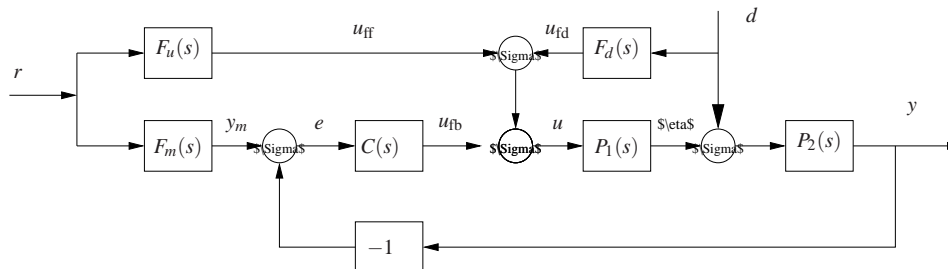 d
u_ff
u_fd
F_u(s)
$\Sigma$
F_d(s)
r
y_m
e
u_fb
u
$\eta$
y
F_m(s)
$\Sigma$
C(s)
$\Sigma$
P_1(s)
$\Sigma$
P_2(s)
−1